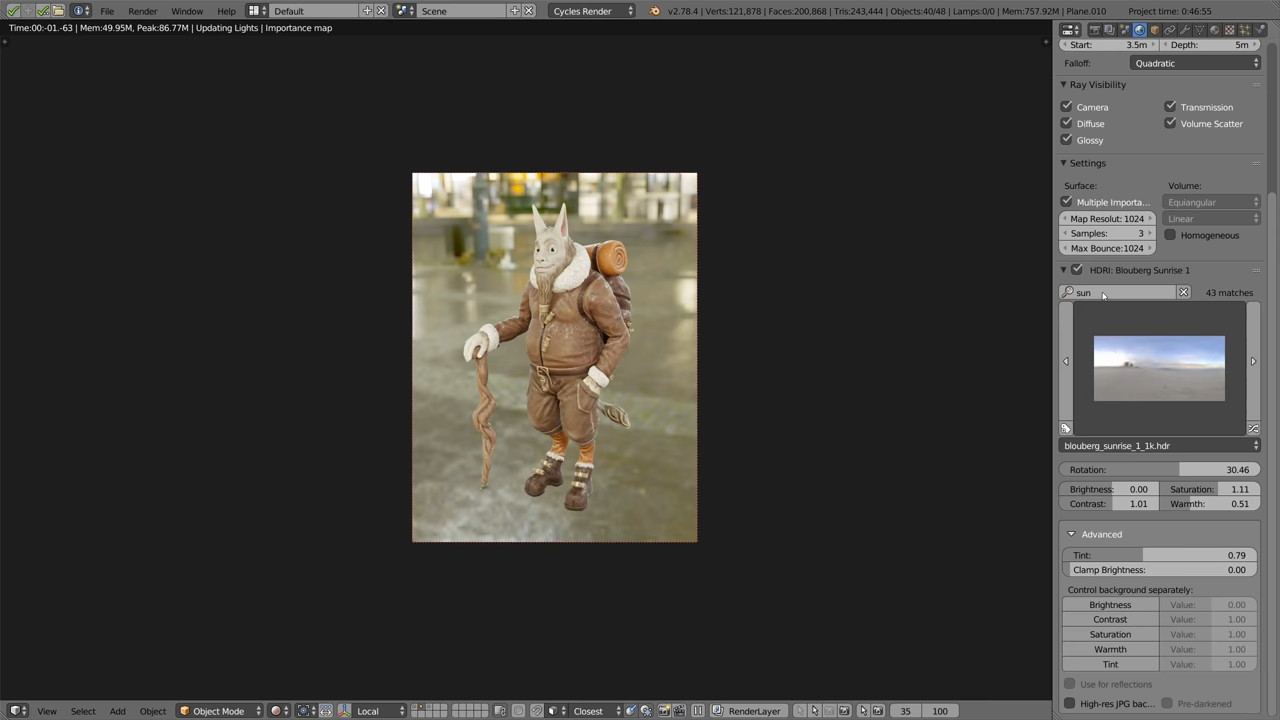 File Render Window Help Default Scene Cycles Render v2.78.4 | Verts:121,878 | Faces:200,868 | Tris:243,444 | Objects:40/48 | Lamps:0/0 | Mem:757.92M | Plane.010 Project time: 0:46:55
Time:00:-01.-63 | Mem:49.95M, Peak:86.77M | Updating Lights | Importance map
Start: 3.5m Depth: 5m
Falloff: Quadratic
Ray Visibility
Camera Transmission
Diffuse Volume Scatter
Glossy
Settings
Surface: Volume:
Multiple Importa... Equiangular
Map Resolut: 1024 Linear
Samples: 3 Homogeneous
Max Bounce:1024
HDRI: Blouberg Sunrise 1
sun 43 matches
blouberg_sunrise_1_1k.hdr
Rotation: 30.46
Brightness: 0.00 Saturation: 1.11
Contrast: 1.01 Warmth: 0.51
Advanced
Tint: 0.79
Clamp Brightness: 0.00
Control background separately:
Brightness Value: 0.00
Contrast Value: 1.00
Saturation Value: 1.00
Warmth Value: 1.00
Tint Value: 1.00
Use for reflections
High-res JPG bac... Pre-darkened
View Select Add Object Object Mode Local Closest RenderLayer 35 100